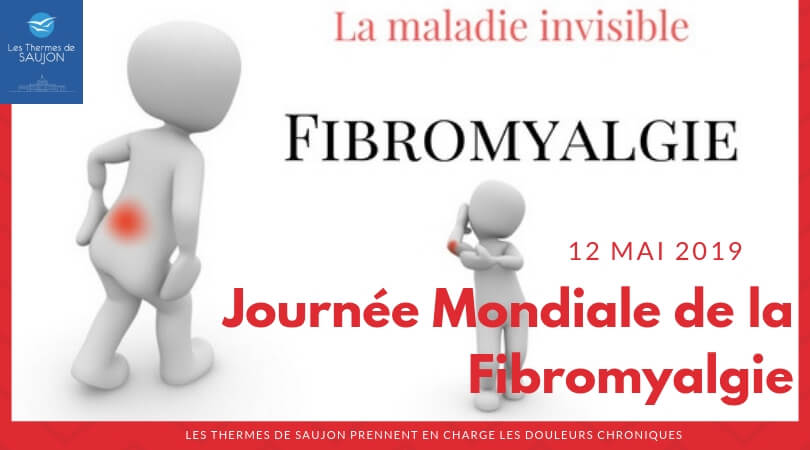 Les Thermes de
SAUJON
La maladie invisible
FIBROMYALGIE
12 MAI 2019
Journée Mondiale de la
Fibromyalgie
LES THERMES DE SAUJON PRENNENT EN CHARGE LES DOULEURS CHRONIQUES